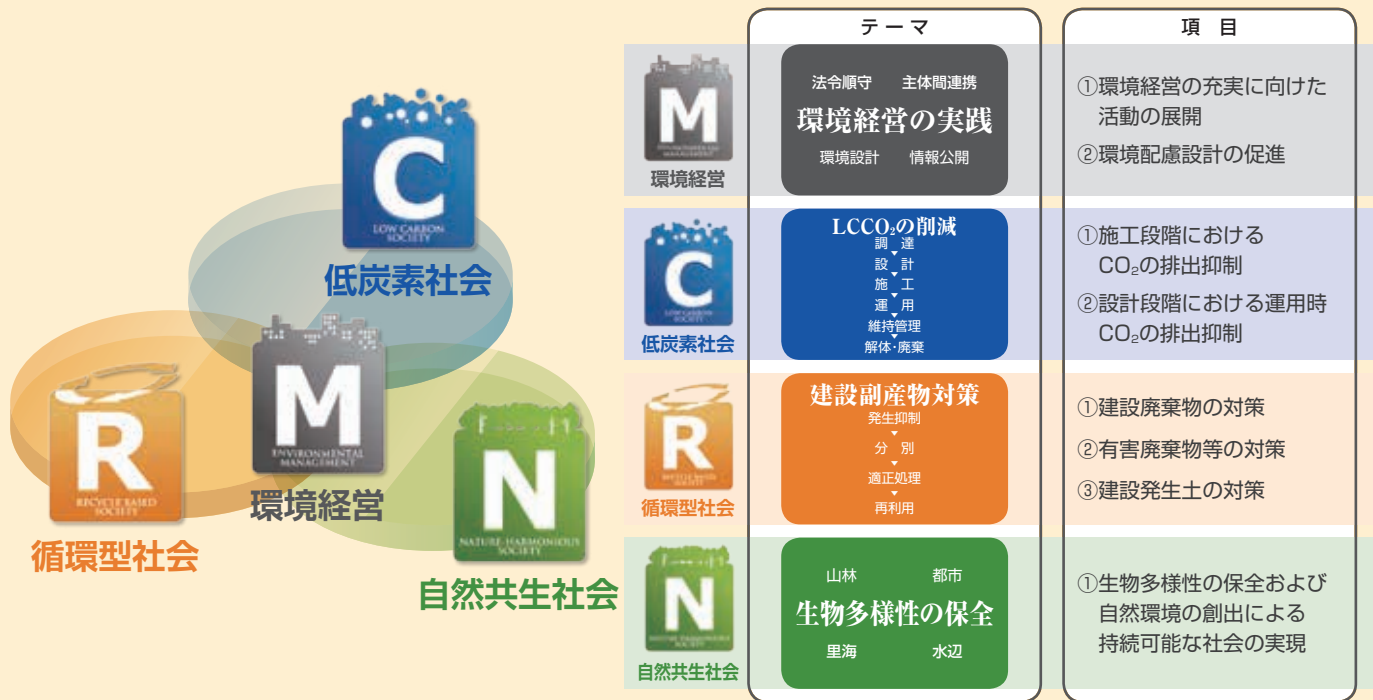 C
LOW CARBON
SOCIETY
低炭素社会
R
RECYCLE BASED
SOCIETY
循環型社会
M
ENVIRONMENTAL
MANAGEMENT
環境経営
N
NATURE-HARMONIOUS
SOCIETY
自然共生社会
テーマ
項 目
M
環境経営
法令順守 主体間連携
環境経営の実践
環境設計 情報公開
①環境経営の充実に向けた
活動の展開
②環境配慮設計の促進
C
LOW CARBON
SOCIETY
低炭素社会
LCCO₂の削減
調 達
設 計
施 工
運 用
維持管理
解体・廃棄
①施工段階における
CO₂の排出抑制
②設計段階における運用時
CO₂の排出抑制
R
循環型社会
建設副産物対策
発生抑制
分 別
適正処理
再利用
①建設廃棄物の対策
②有害廃棄物等の対策
③建設発生土の対策
N
自然共生社会
山林 都市
生物多様性の保全
里海 水辺
①生物多様性の保全および
自然環境の創出による
持続可能な社会の実現